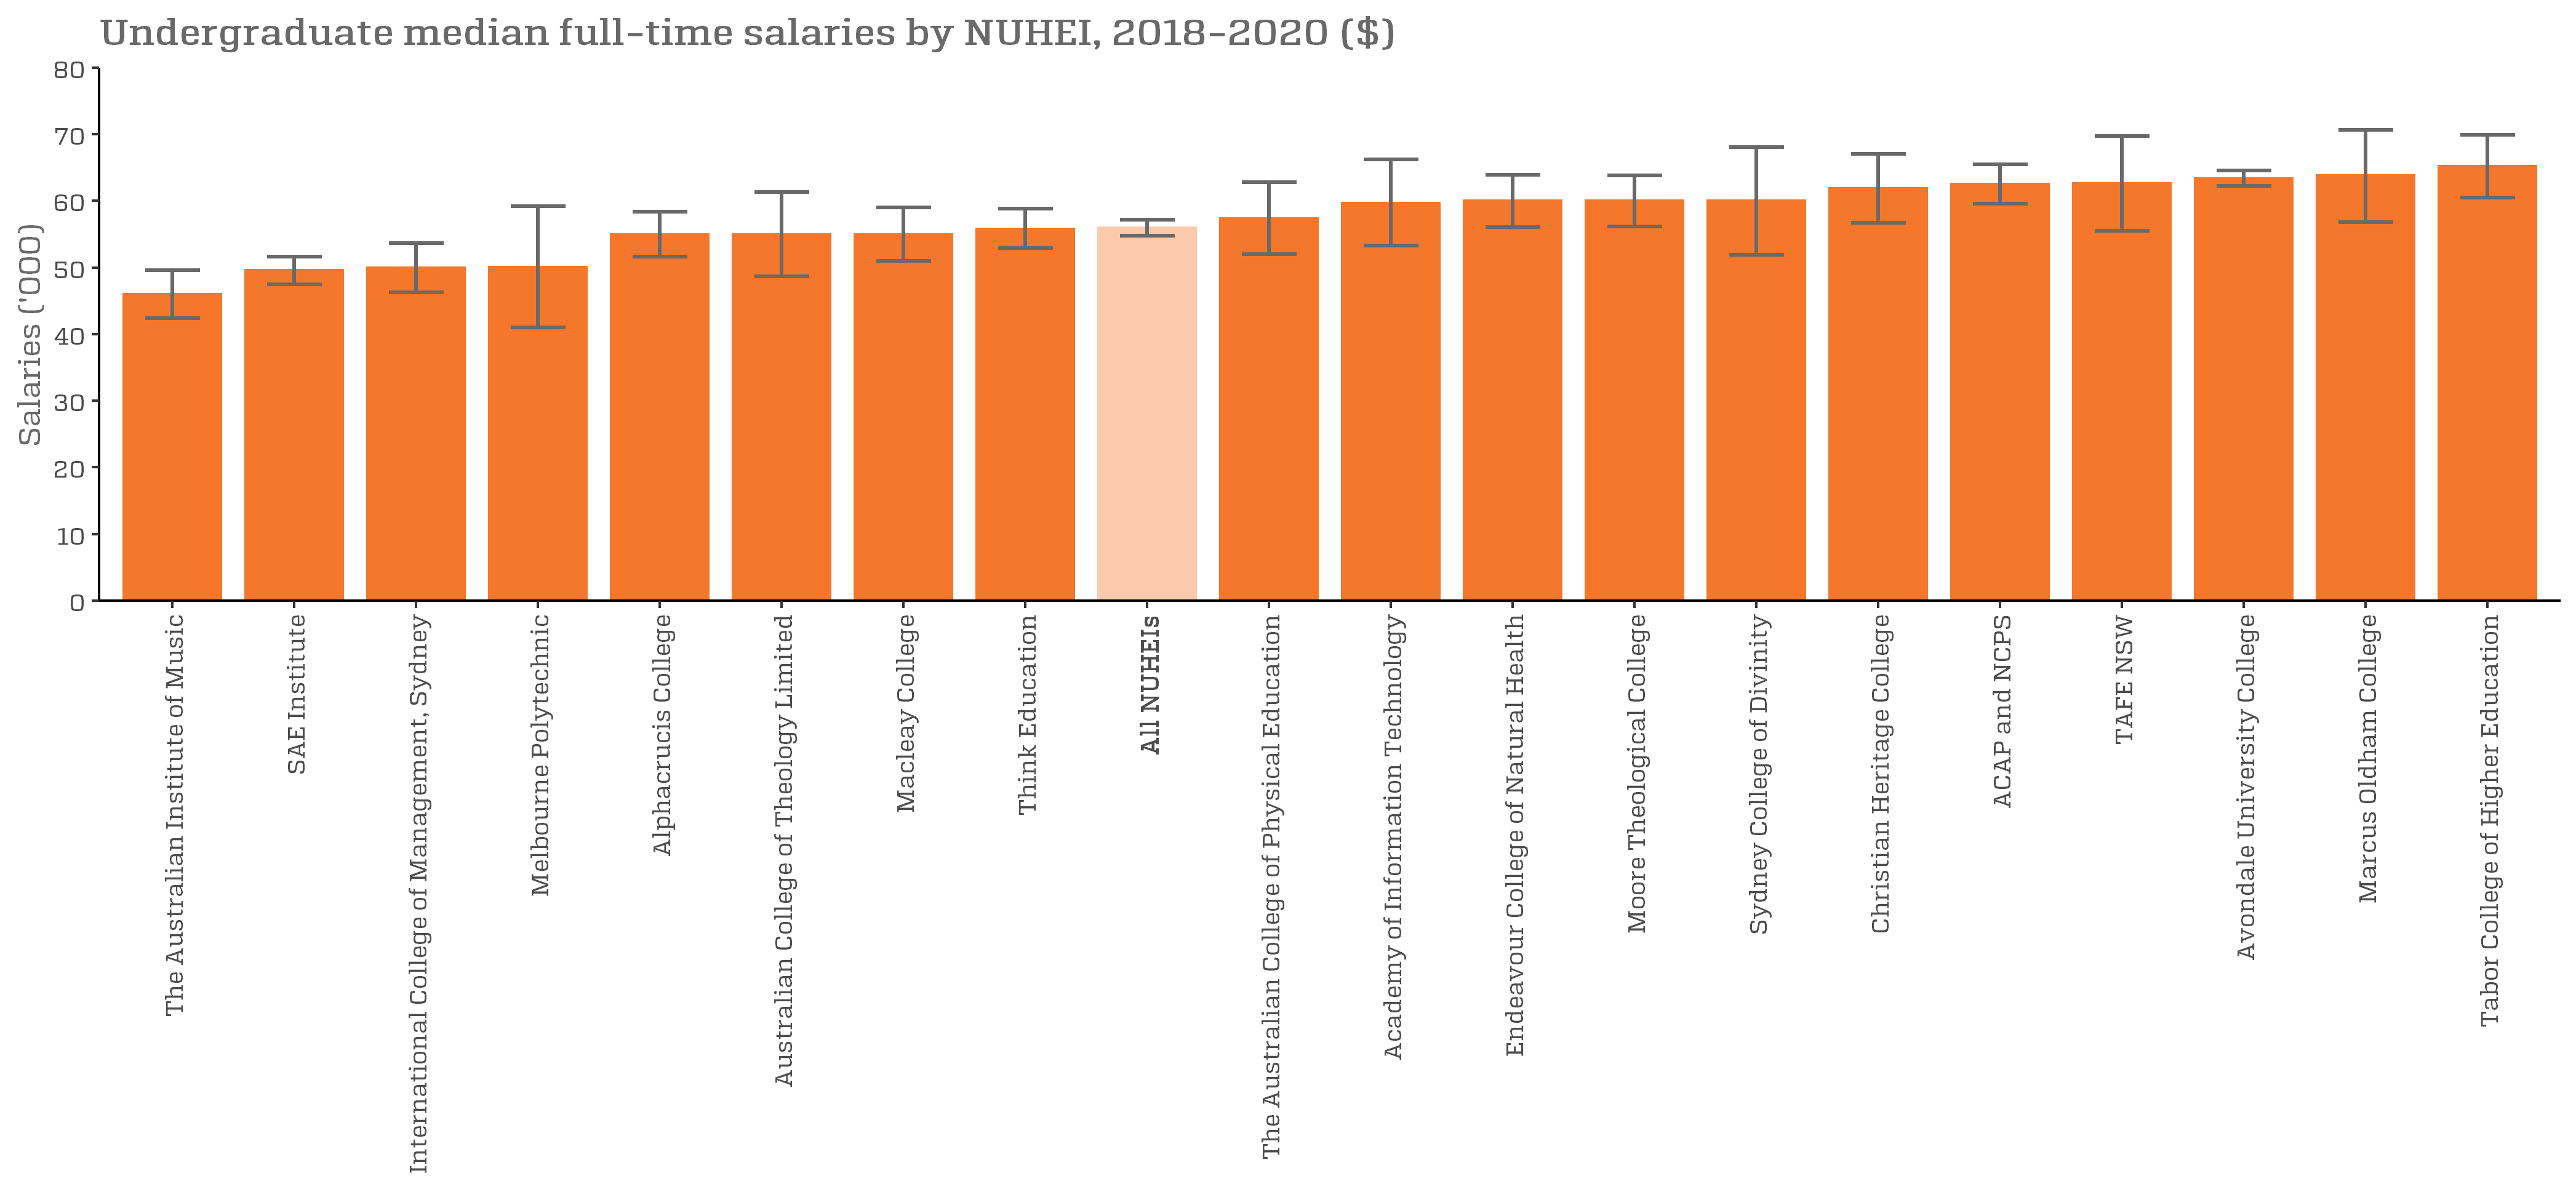 Undergraduate median full-time salaries by NUHEI, 2018-2020 ($)
Salaries ('000)
80
70
60
50
40
30
20
10
0
The Australian Institute of Music
SAE Institute
International College of Management, Sydney
Melbourne Polytechnic
Alphacrucis College
Australian College of Theology Limited
Macleay College
Think Education
All NUHEIs
The Australian College of Physical Education
Academy of Information Technology
Endeavour College of Natural Health
Moore Theological College
Sydney College of Divinity
Christian Heritage College
ACAP and NCPS
TAFE NSW
Avondale University College
Marcus Oldham College
Tabor College of Higher Education